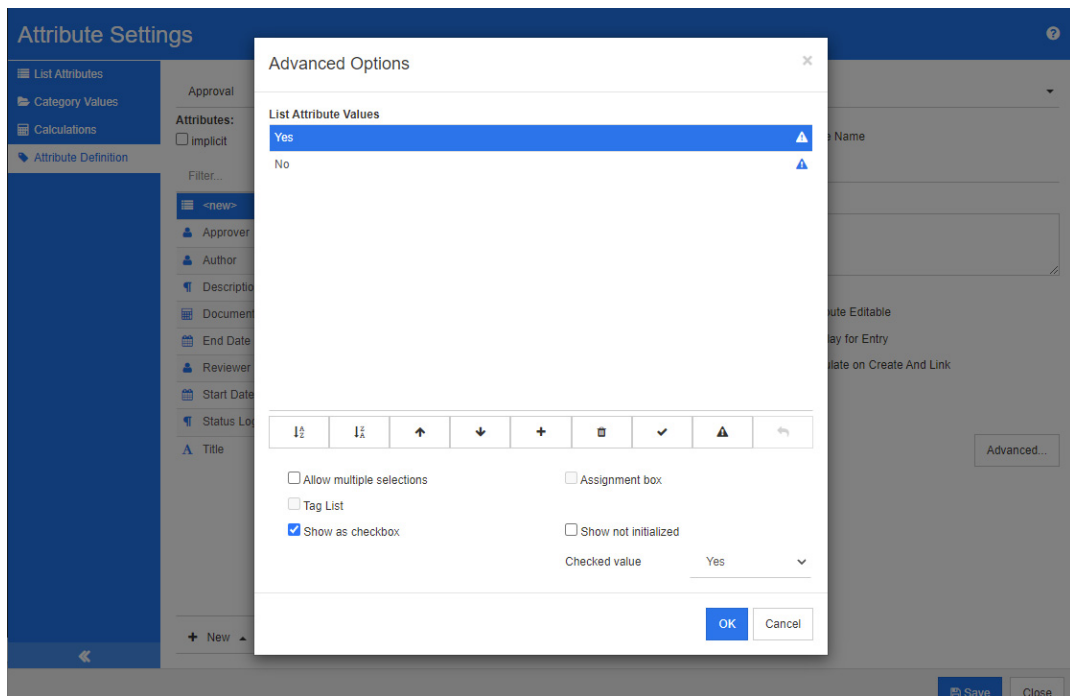 Attribute Settings
List Attributes
Category Values
Calculations
Attribute Definition
Approval
Attributes:
implicit
Filter...
<new>
Approver
Author
Descriptio
Document
End Date
Reviewer
Start Date
Status Log
Title
New
Advanced Options
×
List Attribute Values
Yes
No
Allow multiple selections
Assignment box
Tag List
Show as checkbox
Show not initialized
Checked value
Yes
OK
Cancel
e Name
ute Editable
lay for Entry
ulate on Create And Link
Advanced...
Save
Close